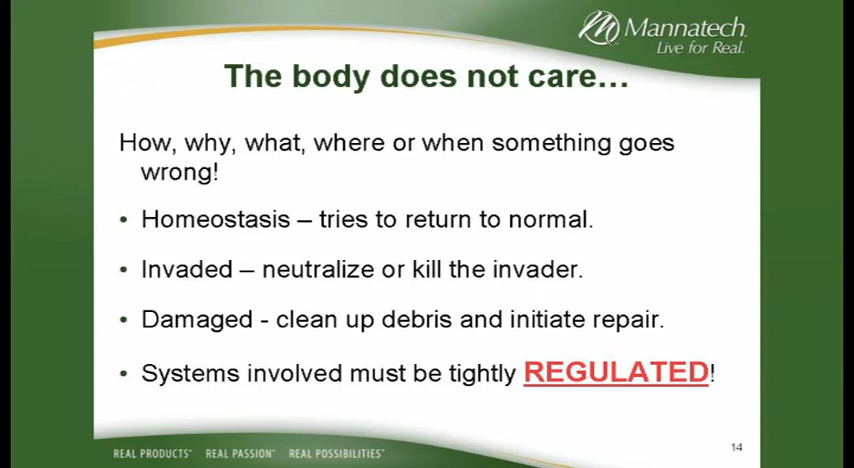 Mannatech
Live for Real.
The body does not care…
How, why, what, where or when something goes
wrong!
• Homeostasis – tries to return to normal.
• Invaded – neutralize or kill the invader.
• Damaged - clean up debris and initiate repair.
• Systems involved must be tightly REGULATED!
14
REAL PRODUCTS™ REAL PASSION™ REAL POSSIBILITIES™